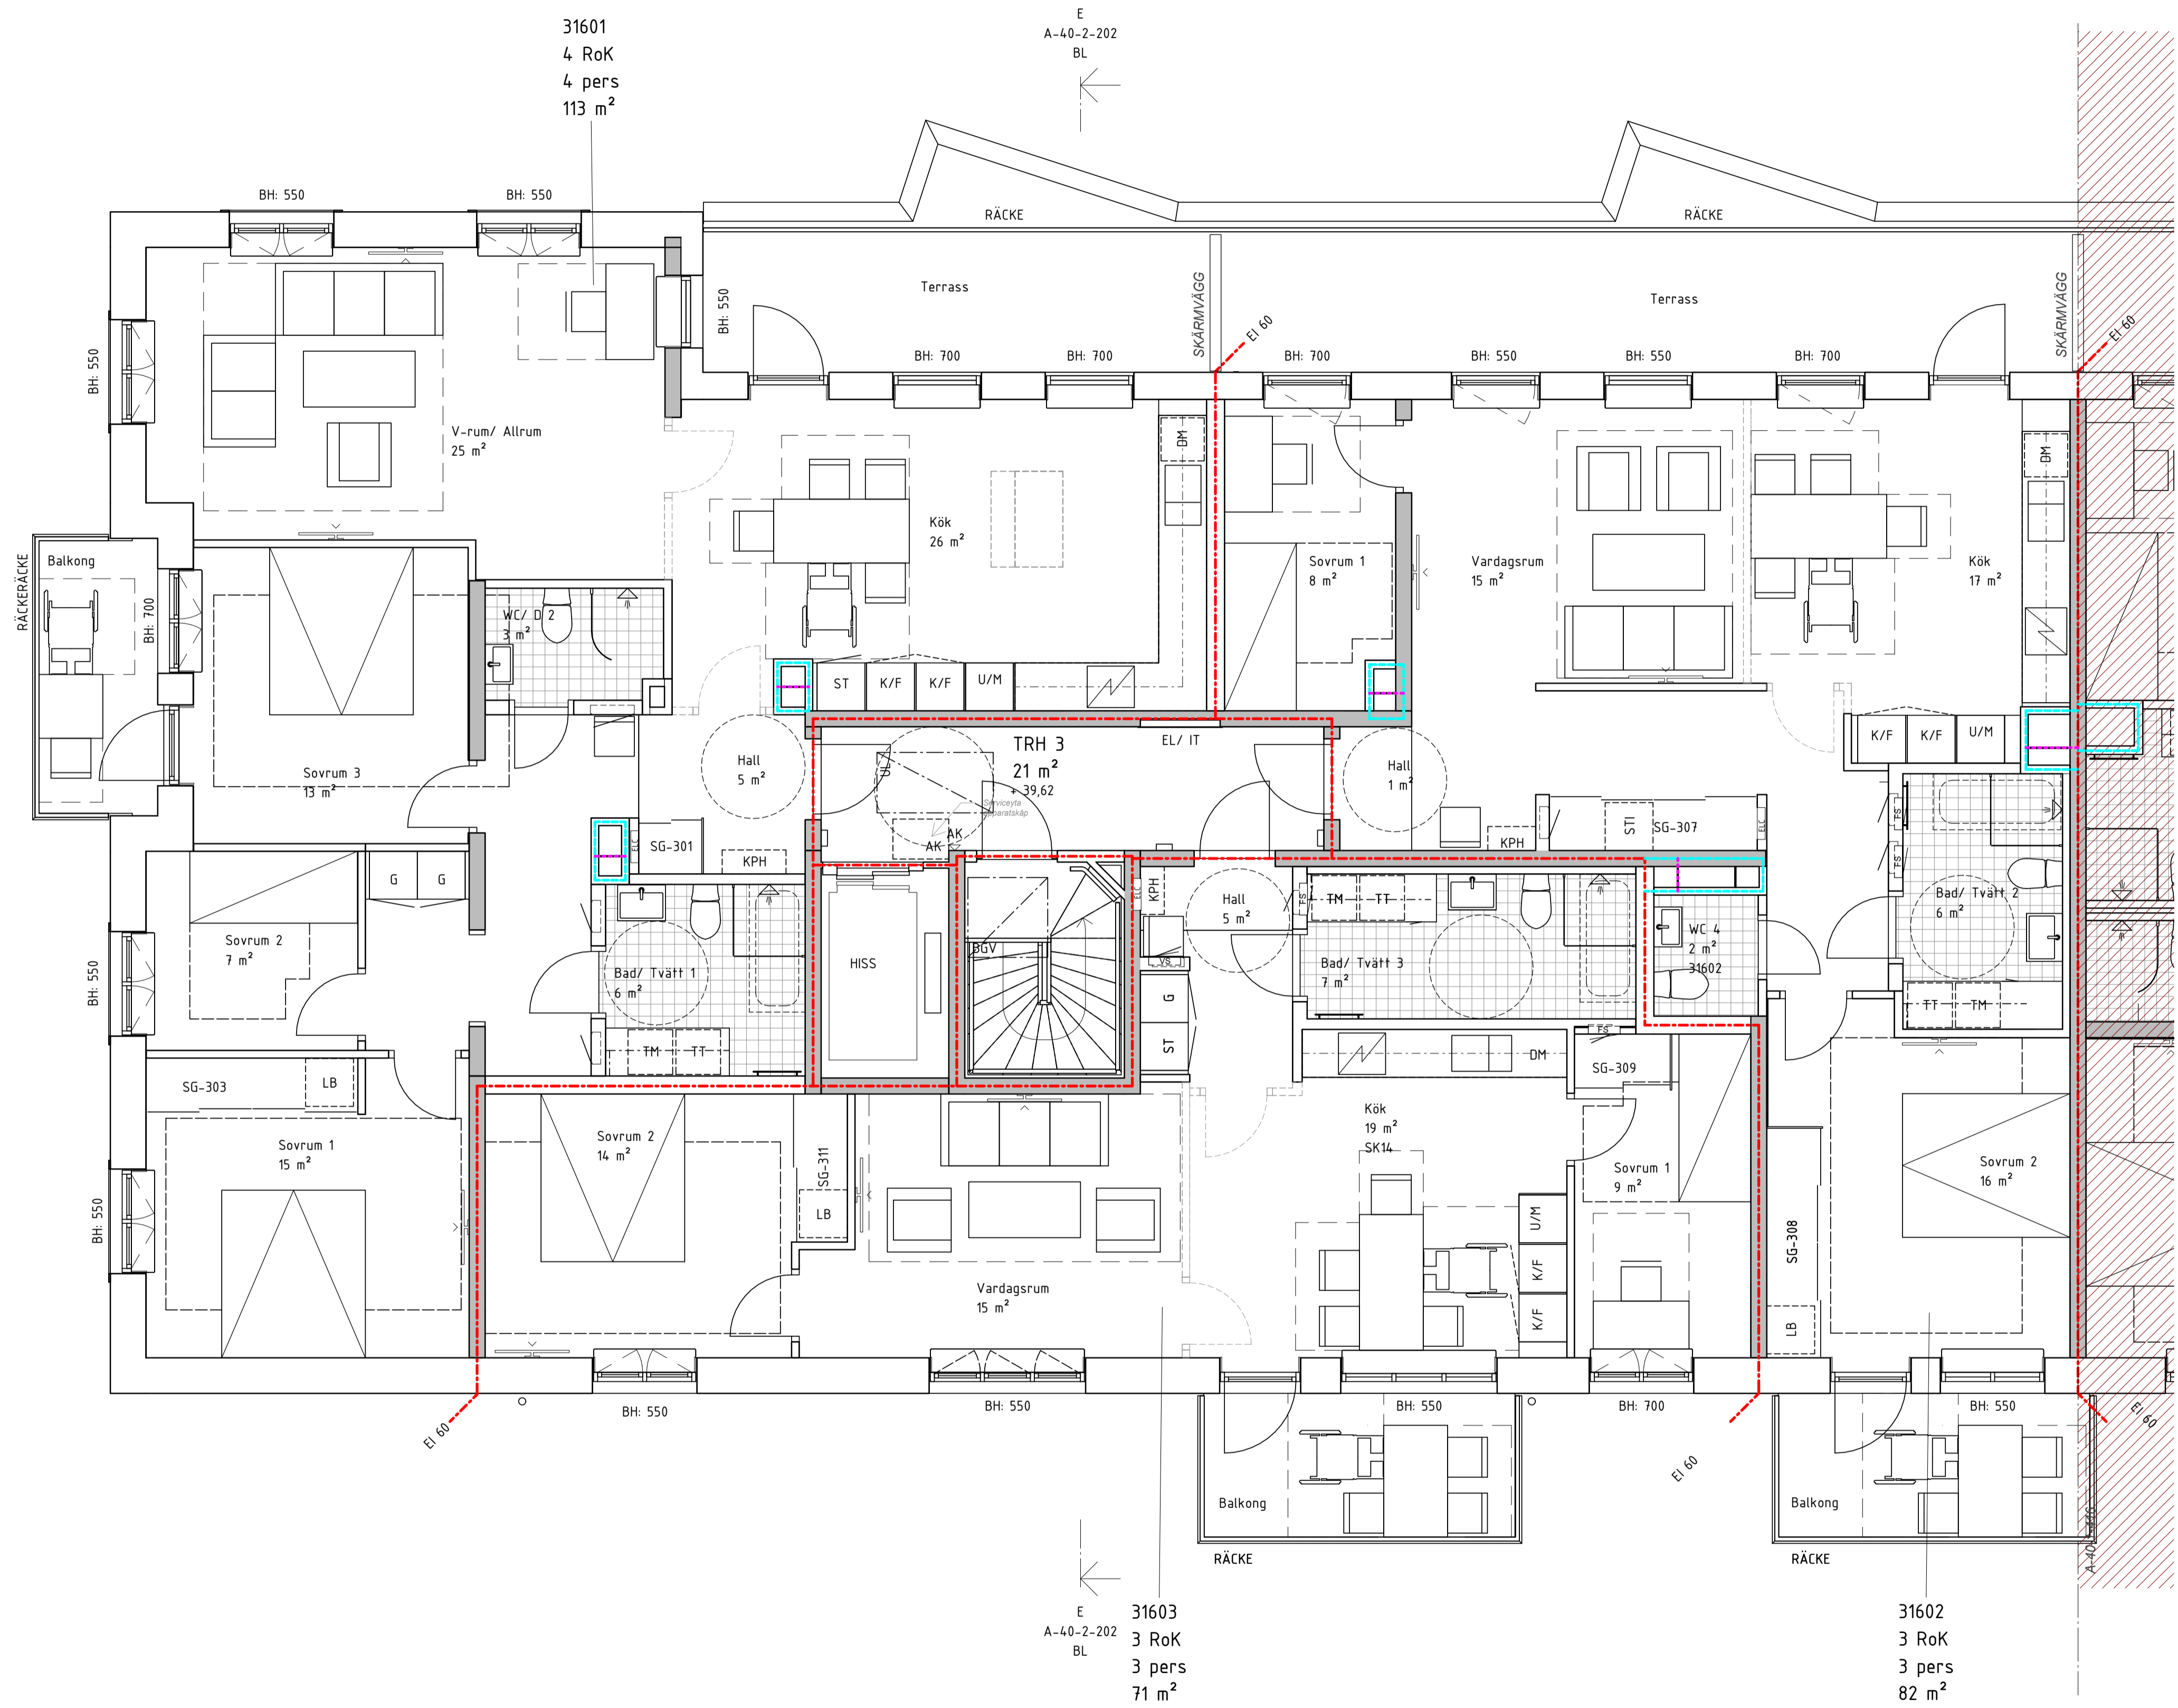 31601
4 RoK
4 pers
113 m²
E
A-40-2-202
BL
BH: 550
BH: 550
RÄCKE
RÄCKE
Terrass
Terrass
BH: 550
SKÄRMVÄGG
EI 60
SKÄRMVÄGG
EI 60
BH: 550
BH: 700
BH: 700
BH: 700
BH: 550
BH: 550
BH: 700
V-rum/ Allrum
25 m²
DM
DM
Kök
26 m²
Sovrum 1
8 m²
Vardagsrum
15 m²
Kök
17 m²
RÄCKERÄCKE
Balkong
BH: 700
WC/ D 2
3 m²
ST
K/F
K/F
U/M
K/F
K/F
U/M
TRH 3
21 m²
+ 39,62
EL/ IT
UL
Hall
5 m²
Hall
1 m²
Sovrum 3
13 m²
Serviceyta
apparatskåp
AK
AK
ELC
SG-301
KPH
KPH
STI
SG-307
ELC
FS
FS
G
G
Sovrum 2
7 m²
BH: 550
Bad/ Tvätt 1
6 m²
HISS
BGV
ELC
KPH
Hall
5 m²
FS
TM
TT
Bad/ Tvätt 3
7 m²
WC 4
2 m²
31602
Bad/ Tvätt 2
6 m²
VS
G
ST
TM
TT
TT
TM
SG-303
LB
DM
FS
SG-309
Sovrum 1
15 m²
BH: 550
Sovrum 2
14 m²
SG-311
LB
Kök
19 m²
SK14
Sovrum 1
9 m²
Sovrum 2
16 m²
U/M
K/F
K/F
SG-308
LB
Vardagsrum
15 m²
EI 60
BH: 550
BH: 550
BH: 550
BH: 700
BH: 550
EI 60
EI 60
Balkong
Balkong
RÄCKE
RÄCKE
E
A-40-2-202
BL
31603
3 RoK
3 pers
71 m²
31602
3 RoK
3 pers
82 m²